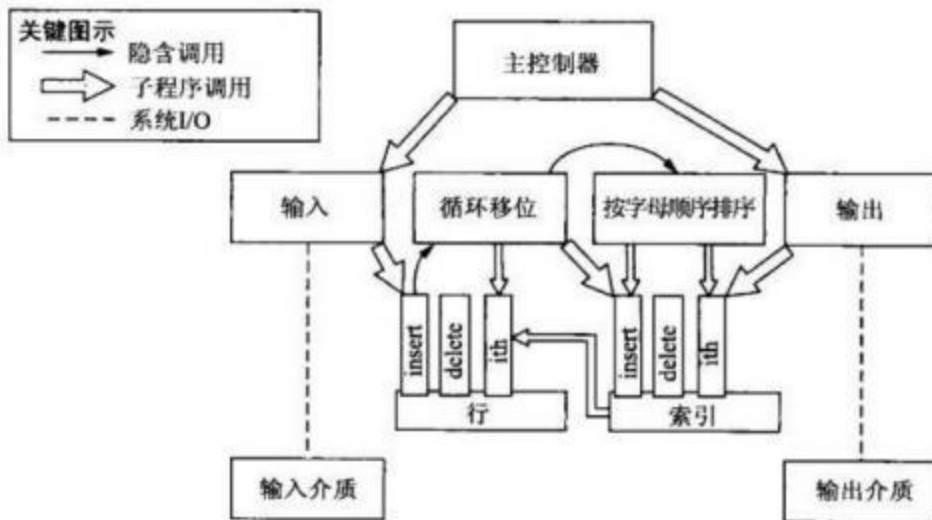 关键图示
隐含调用
子程序调用
系统I/O
主控制器
输入
循环移位
按字母顺序排序
输出
insert
delete
ith
insert
delete
ith
行
索引
输入介质
输出介质